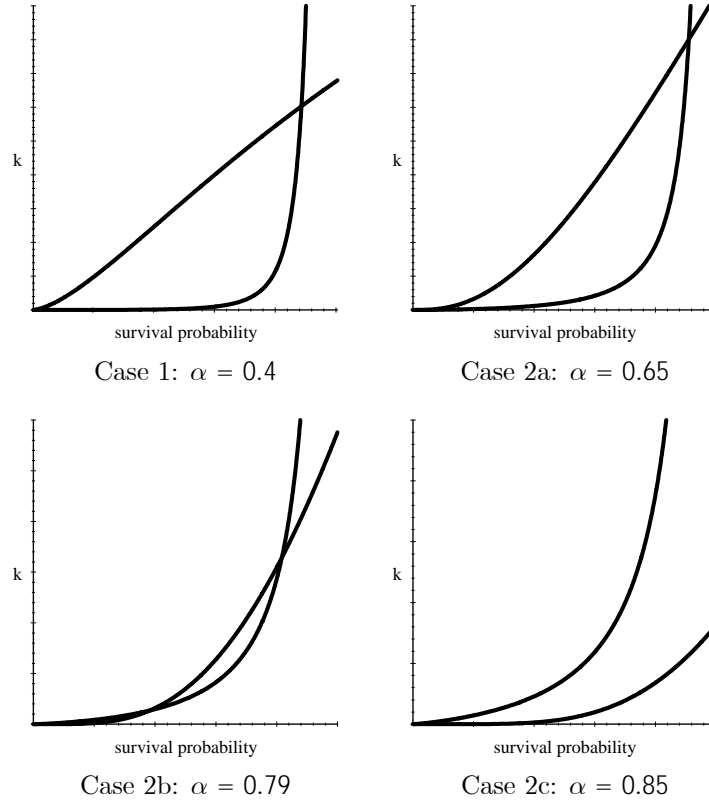 k
survival probability
Case 1: α = 0.4
k
survival probability
Case 2a: α = 0.65
k
survival probability
Case 2b: α = 0.79
k
survival probability
Case 2c: α = 0.85